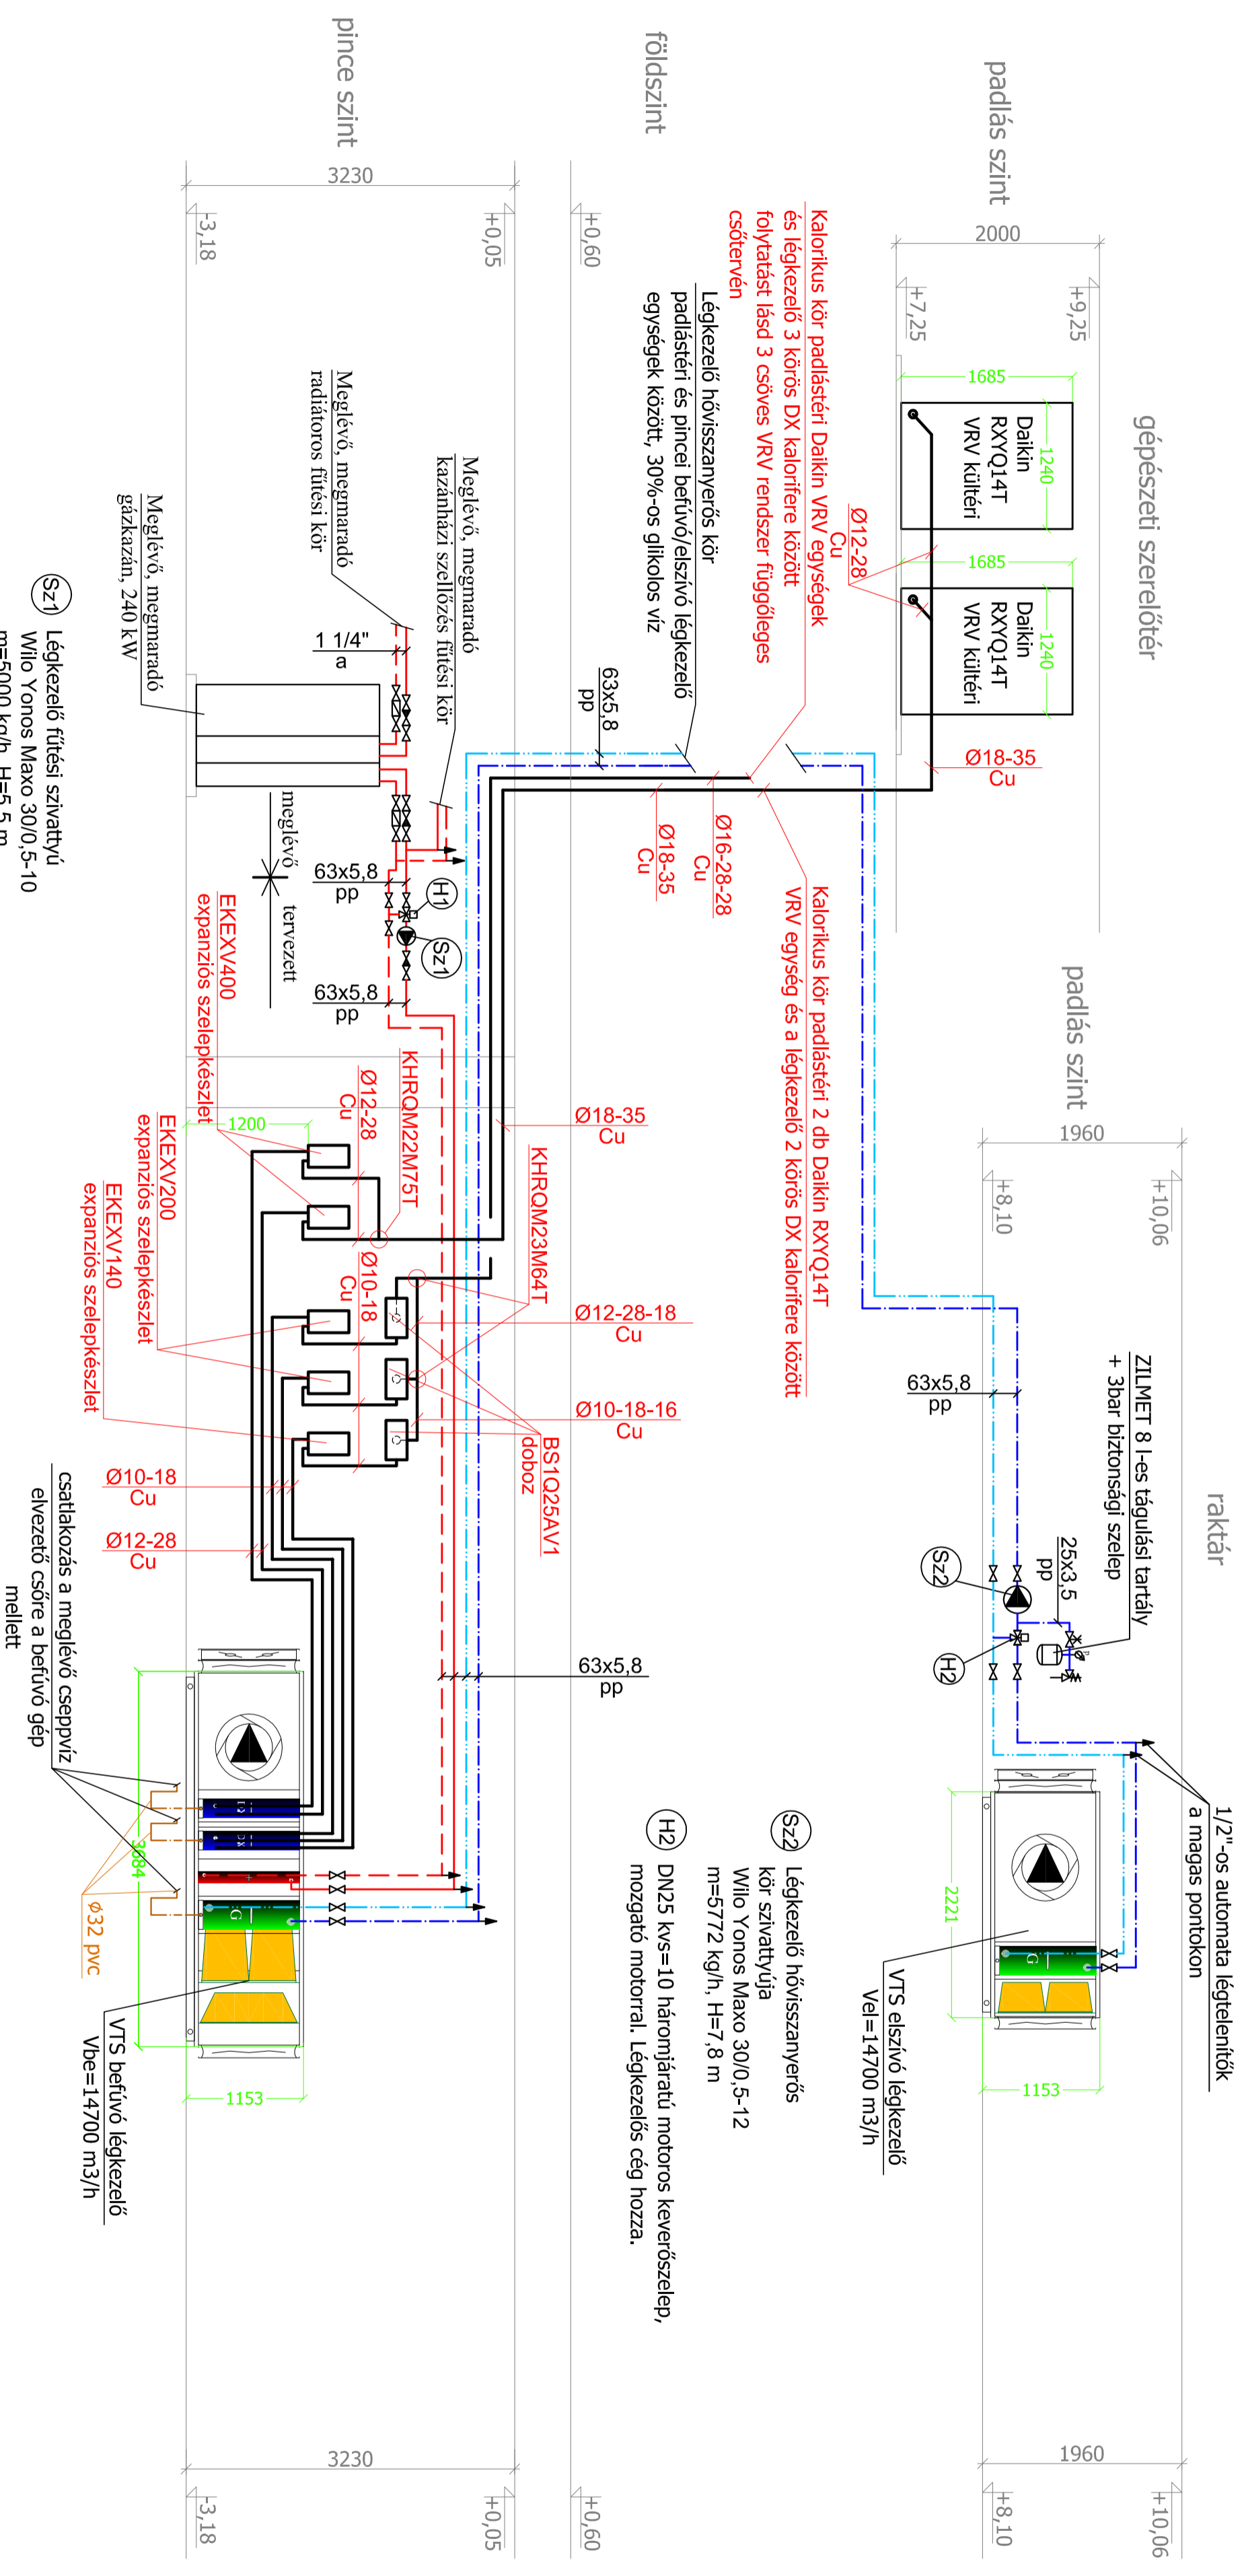 gépészeti szerelőtér
padlás szint
2000
+9,25
+7,25
1685
1240
Daikin
RXYQ14T
VRV kültéri
1685
1240
Daikin
RXYQ14T
VRV kültéri
Ø12-28
Cu
Ø18-35
Cu
raktár
padlás szint
1960
+10,06
+8,10
ZILMET 8 l-es tágulási tartály
+ 3bar biztonsági szelep
63x5,8
pp
25x3,5
pp
Sz2
H2
1/2"-os automata légtelenítők
a magas pontokon
G
2221
1153
VTS elszívó légkezelő
Vel=14700 m3/h
1960
+10,06
+8,10
Kalorikus kör padlástéri Daikin VRV egységek
és légkezelő 3 körös DX kalorifere között
folytatást lásd 3 csöves VRV rendszer függőleges
csőtervén
Légkezelő hővisszanyerős kör
padlástéri és pincei befúvó/elszívó légkezelő
egységek között, 30%-os glikolos víz
63x5,8
pp
Ø16-28-28
Cu
Ø18-35
Cu
Kalorikus kör padlástéri 2 db Daikin RXYQ14T
VRV egység és a légkezelő 2 körös DX kalorifere között
Sz2
Légkezelő hővisszanyerős
kör szivattyúja
Wilo Yonos Maxo 30/0,5-12
m=5772 kg/h, H=7,8 m
H2
DN25 kvs=10 háromjáratú motoros keverőszelep,
mozgató motorral. Légkezelős cég hozza.
földszint
+0,60
+0,60
pince szint
3230
+0,05
-3,18
Meglévő, megmaradó
kazánházi szellőzés fűtési kör
Meglévő, megmaradó
radiátoros fűtési kör
1 1/4"
a
Meglévő, megmaradó
gázkazán, 240 kW
meglévő
tervezett
63x5,8
pp
H1
Sz1
63x5,8
pp
Ø18-35
Cu
KHRQM23M64T
KHRQM22M75T
Ø12-28
Cu
Ø10-18
Cu
Ø12-28-18
Cu
Ø10-18-16
Cu
BS1Q25AV1
doboz
1200
EKEXV400
expanziós szelepkészlet
EKEXV200
expanziós szelepkészlet
EKEXV140
expanziós szelepkészlet
Ø10-18
Cu
Ø12-28
Cu
63x5,8
pp
csatlakozás a meglévő cseppvíz
elvezető csőre a befúvó gép
mellett
G
3684
ø32 pvc
1153
VTS befúvó légkezelő
Vbe=14700 m3/h
3230
+0,05
-3,18
Sz1
Légkezelő fűtési szivattyú
Wilo Yonos Maxo 30/0,5-10
m=5000 kg/h, H=5,5 m